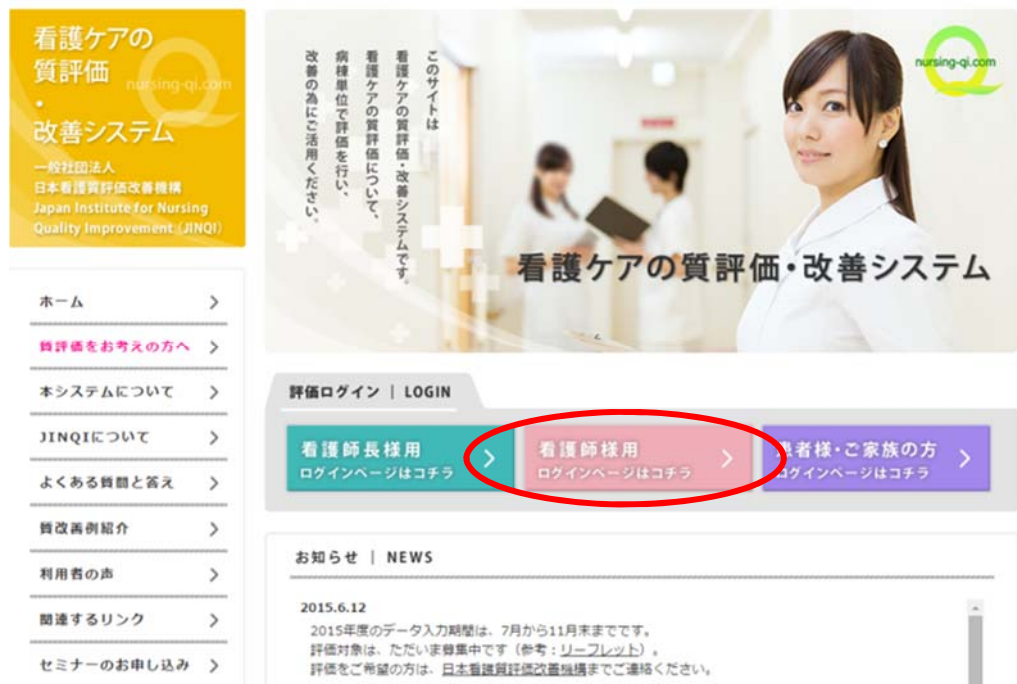 看護ケアの
質評価
・
改善システム
nursing-qi.com
一般社団法人
日本看護質評価改善機構
Japan Institute for Nursing
Quality Improvement (JINQI)
このサイトは
看護ケアの質評価・改善システムです。
看護ケアの質評価について、
病棟単位で評価を行い、
改善の為にご活用ください。
nursing-qi.com
看護ケアの質評価・改善システム
ホーム
質評価をお考えの方へ
本システムについて
JINQIについて
よくある質問と答え
質改善例紹介
利用者の声
関連するリンク
セミナーのお申し込み
評価ログイン | LOGIN
看護師長様用
ログインページはコチラ
看護師様用
ログインページはコチラ
患者様・ご家族の方
ログインページはコチラ
お知らせ | NEWS
2015.6.12
2015年度のデータ入力期間は、7月から11月末までです。
評価対象は、ただいま募集中です（参考：リーフレット）。
評価をご希望の方は、日本看護質評価改善機構までご連絡ください。